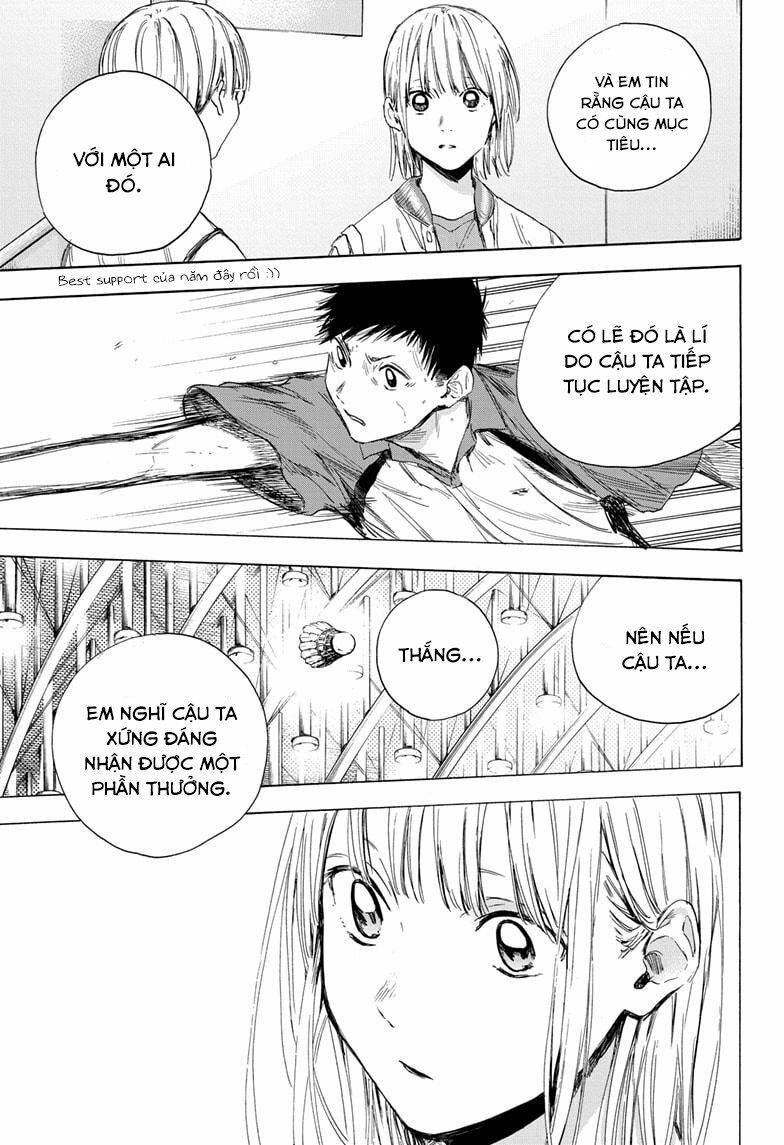 VÀ EM TIN
RẰNG CẬU TA
CÓ CÙNG MỤC
TIÊU...
VỚI MỘT AI
ĐÓ.
Best support của năm đây rồi :))
CÓ LẼ ĐÓ LÀ LÍ
DO CẬU TA TIẾP
TỤC LUYỆN TẬP.
NÊN NẾU
CẬU TA...
THẮNG...
EM NGHĨ CẬU TA
XỨNG ĐÁNG
NHẬN ĐƯỢC MỘT
PHẦN THƯỞNG.